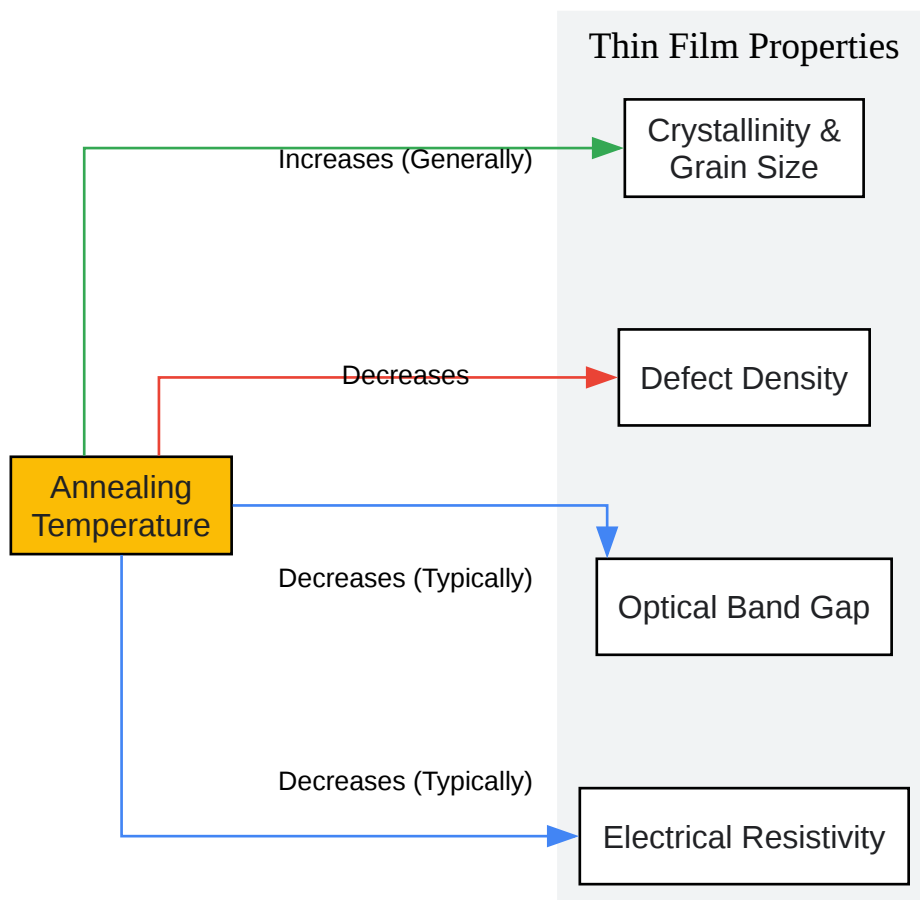 Thin Film Properties
Crystallinity &
Grain Size
Increases (Generally)
Decreases
Defect Density
Annealing
Temperature
Decreases (Typically)
Optical Band Gap
Decreases (Typically)
Electrical Resistivity